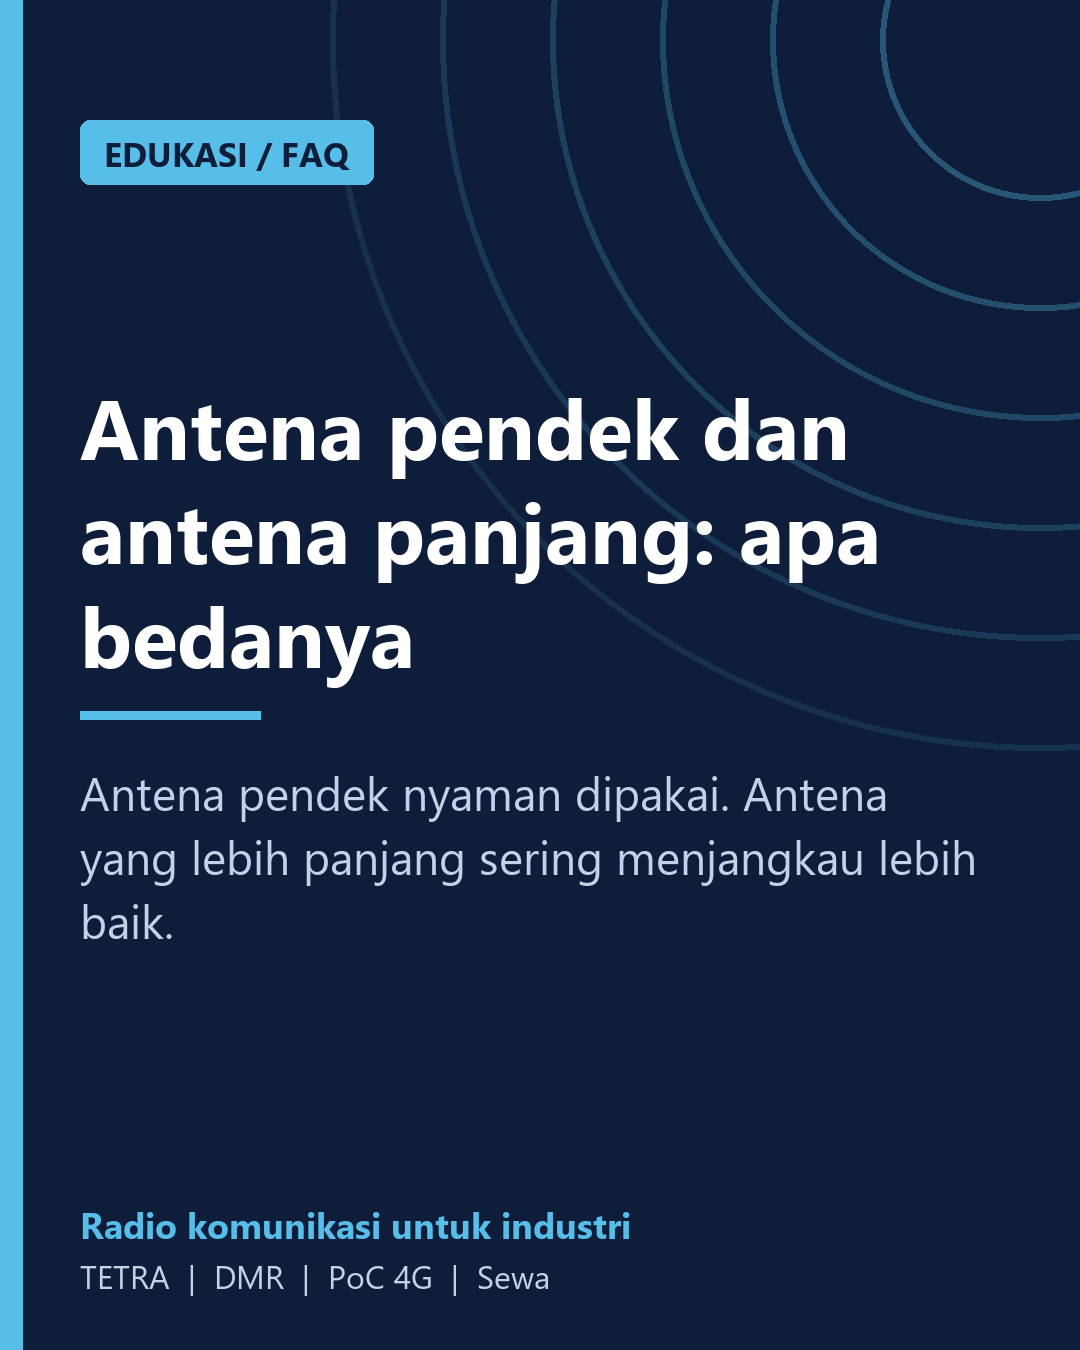 EDUKASI / FAQ
Antena pendek dan
antena panjang: apa
bedanya
Antena pendek nyaman dipakai. Antena
yang lebih panjang sering menjangkau lebih
baik.
Radio komunikasi untuk industri
TETRA | DMR | PoC 4G | Sewa